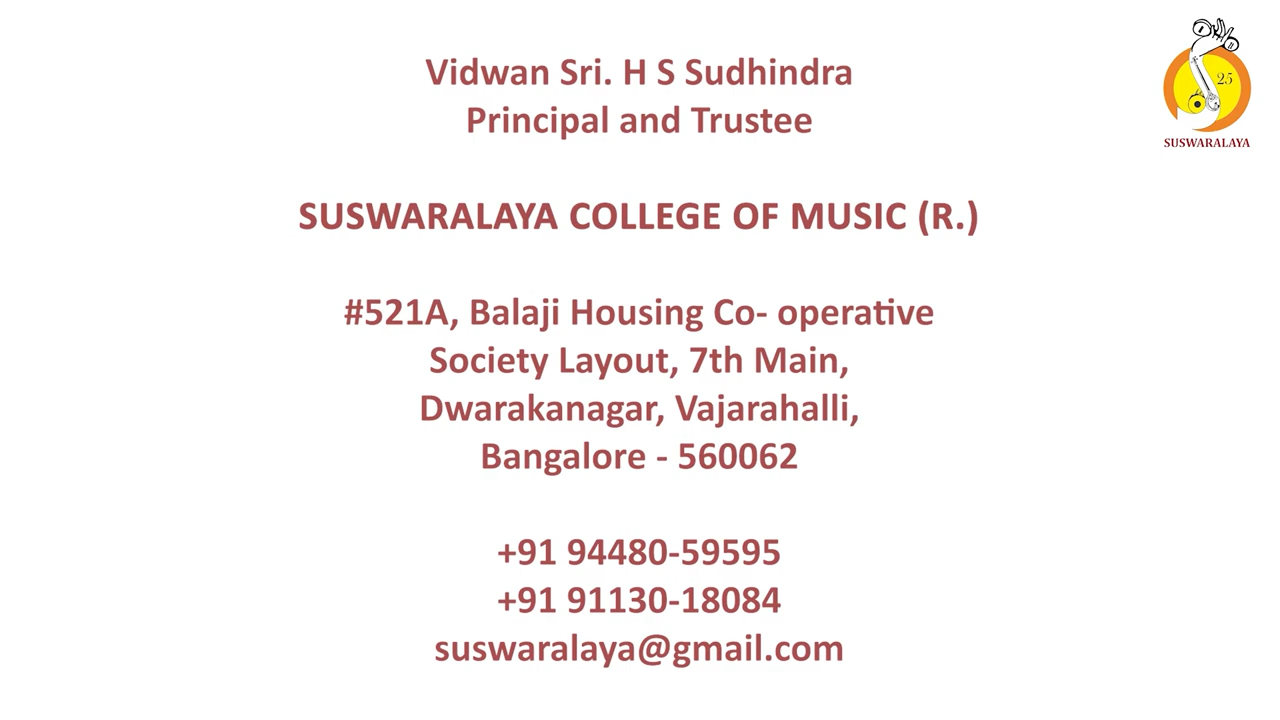 Vidwan Sri. H S Sudhindra
Principal and Trustee
SUSWARALAYA COLLEGE OF MUSIC (R.)
#521A, Balaji Housing Co- operative
Society Layout, 7th Main,
Dwarakanagar, Vajarahalli,
Bangalore - 560062
+91 94480-59595
+91 91130-18084
suswaralaya@gmail.com
25
SUSWARALAYA